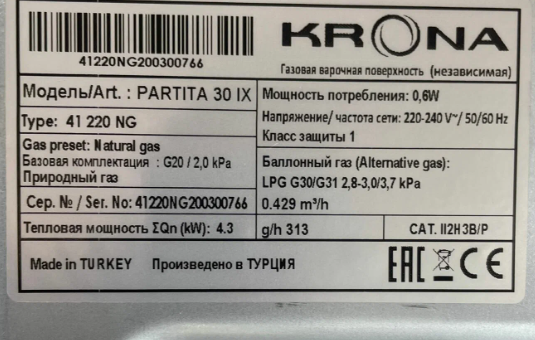 KRONA
41220NG200300766
Газовая варочная поверхность (независимая)
Модель/Art. : PARTITA 30 IX
Мощность потребления: 0,6W
Type: 41 220 NG
Напряжение/ частота сети: 220-240 V~/ 50/60 Hz
Класс защиты 1
Gas preset: Natural gas
Базовая комплектация : G20 / 2,0 kPa
Природный газ
Баллонный газ (Alternative gas):
LPG G30/G31 2,8-3,0/3,7 kPa
Сер. № / Ser. No: 41220NG200300766
0.429 m³/h
Тепловая мощность ΣQn (kW): 4.3
g/h 313
CAT. II2H3B/P
Made in TURKEY Произведено в ТУРЦИЯ
EAC CE